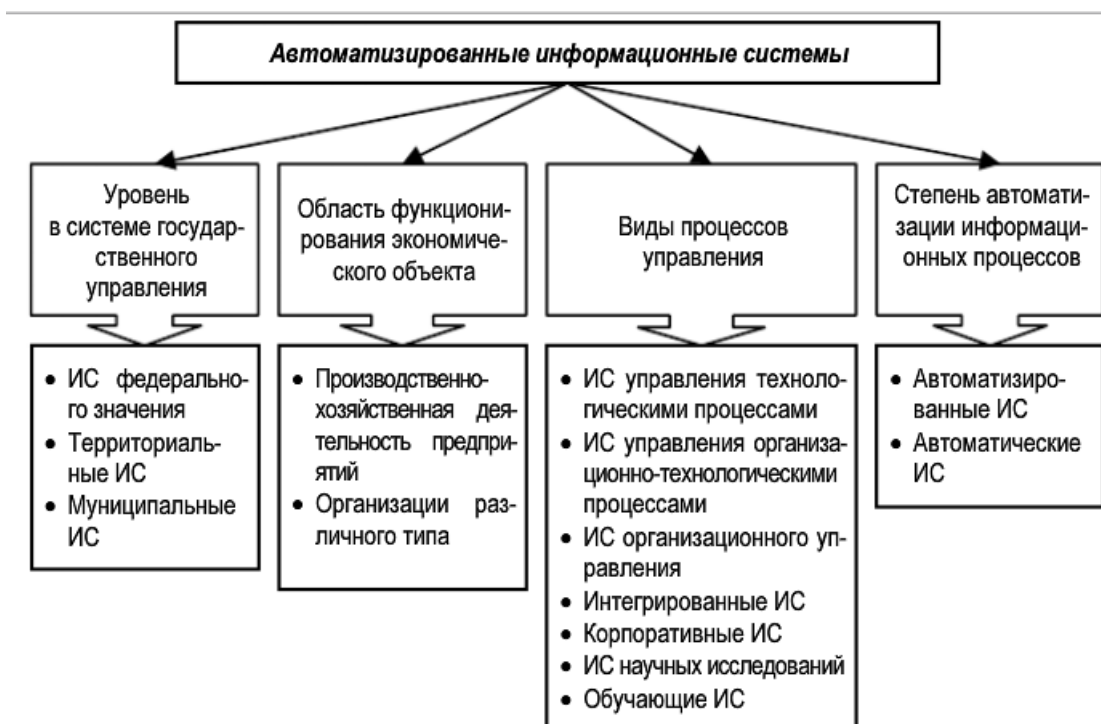 Автоматизированные информационные системы
Уровень
в системе государ-
ственного
управления
Область функциони-
рования экономиче-
ского объекта
Виды процессов
управления
Степень автомати-
зации информаци-
онных процессов
• ИС федерально-
го значения
• Территориаль-
ные ИС
• Муниципальные
ИС
• Производственно-
хозяйственная дея-
тельность предпри-
ятий
• Организации раз-
личного типа
• ИС управления техноло-
гическими процессами
• ИС управления организа-
ционно-технологическими
процессами
• ИС организационного уп-
равления
• Интегрированные ИС
• Корпоративные ИС
• ИС научных исследований
• Обучающие ИС
• Автоматизиро-
ванные ИС
• Автоматические
ИС